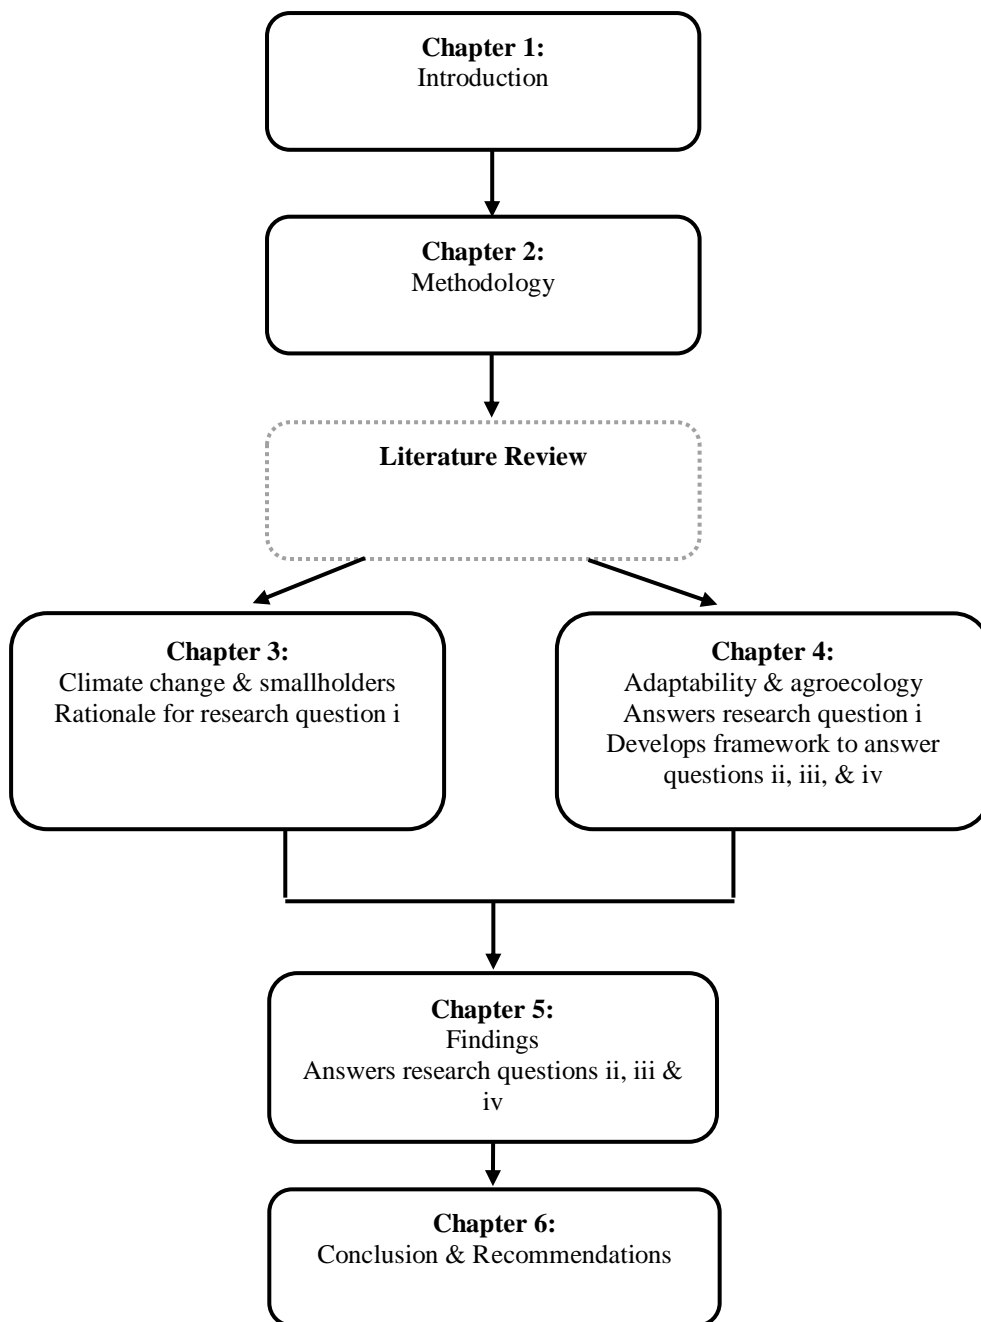 Chapter 1:
Introduction
Chapter 2:
Methodology
Literature Review
Chapter 3:
Climate change & smallholders
Rationale for research question i
Chapter 4:
Adaptability & agroecology
Answers research question i
Develops framework to answer
questions ii, iii, & iv
Chapter 5:
Findings
Answers research questions ii, iii &
iv
Chapter 6:
Conclusion & Recommendations